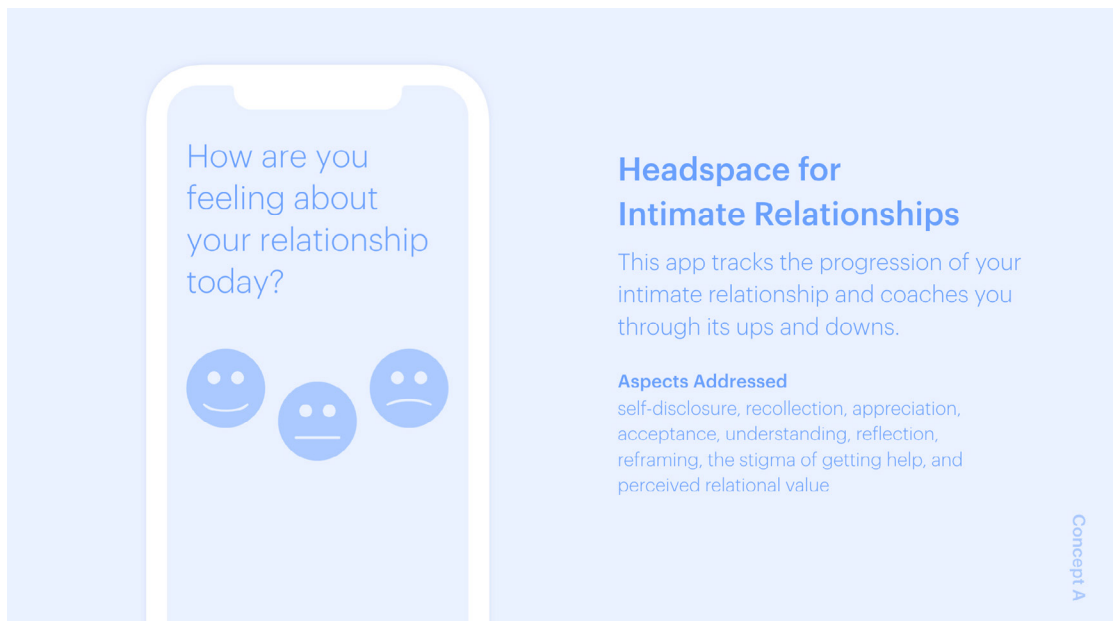 How are you
feeling about
your relationship
today?
Headspace for
Intimate Relationships
This app tracks the progression of your
intimate relationship and coaches you
through its ups and downs.
Aspects Addressed
self-disclosure, recollection, appreciation,
acceptance, understanding, reflection,
reframing, the stigma of getting help, and
perceived relational value
Concept A